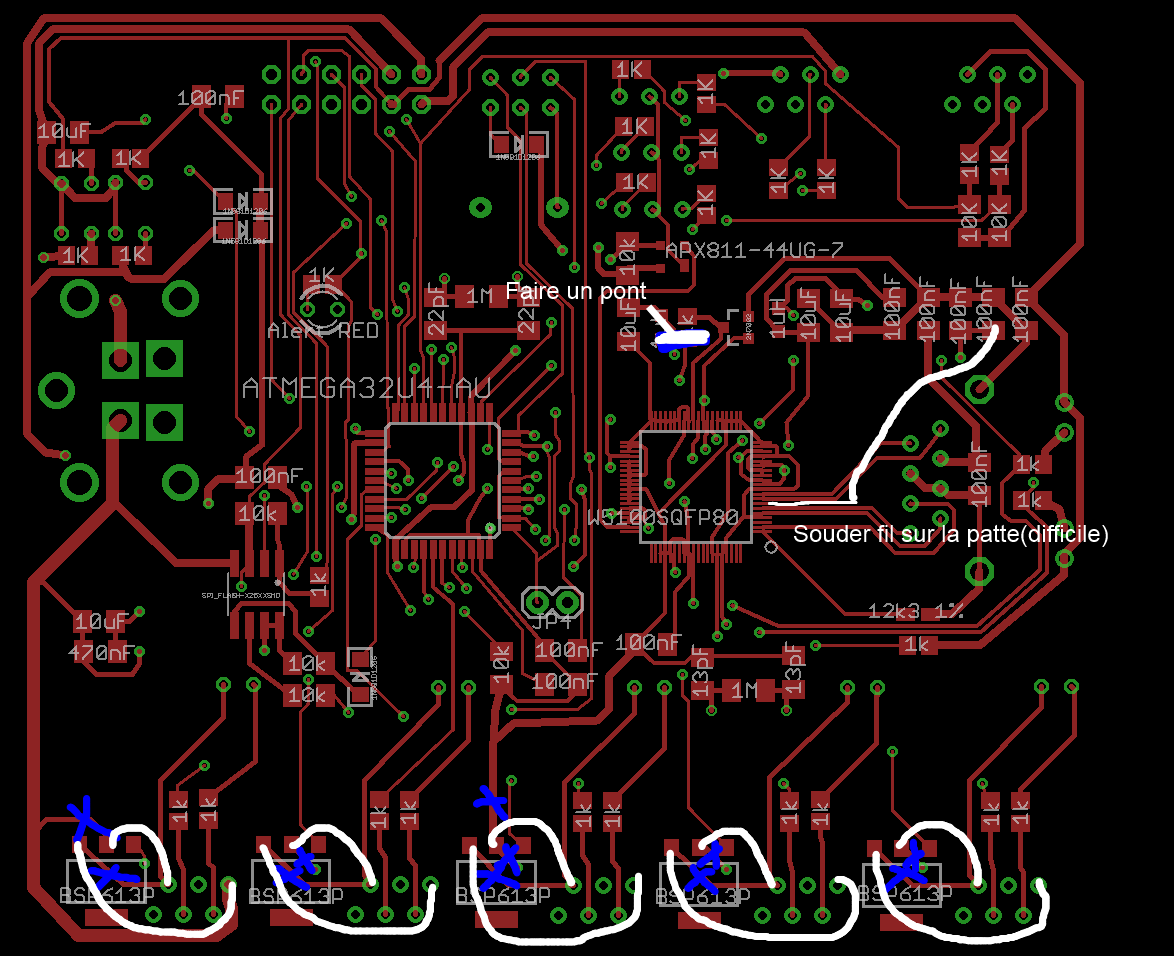 1K
100nF
1K
1K
10uF
1K
1K
1K
1K
1K
1K
1K
1K
1K
1K
10K
10K
1K
1K
10k
APX811-44UG-7
1K
22pF
1M
22p
Faire un pont
10uF
1k
1uH
10uF
10uF
100nF
100nF
100nF
100nF
Alert RED
ATMEGA32U4-AU
100nF
10k
1k
1k
100nF
W5100SQFP80
Souder fil sur la patte(difficile)
1k
SPI_FLASH-X25XXSMD
JP4
12k3 1%
1k
10uF
470nF
10k
10k
10k
100nF
100nF
100nF
13pF
1M
13pF
1k
1k
1k
1k
1k
1k
1k
1k
1k
1k
BSP613P
BSP613P
BSP613P
BSP613P
BSP613P